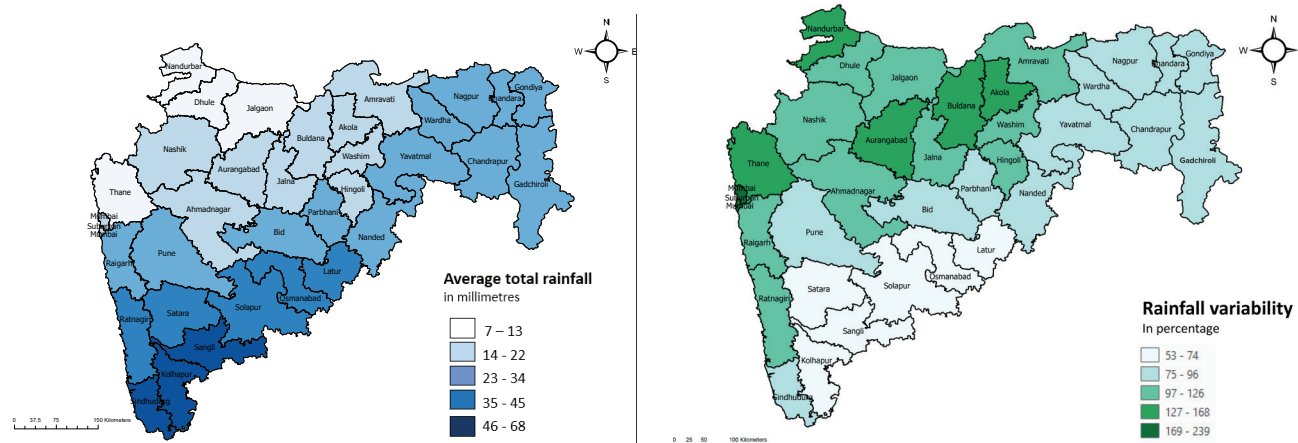 N
W
E
S
Nandurbar
Dhule
Jalgaon
Nashik
Buldana
Akola
Amravati
Nagpur
Bhandara
Gondiya
Wardha
Washim
Yavatmal
Chandrapur
Gadchiroli
Aurangabad
Jalna
Hingoli
Thane
Ahmadnagar
Parbhani
Mumbai
Suburban
Mumbai
Bid
Nanded
Pune
Raigarh
Latur
Osmanabad
Solapur
Satara
Ratnagiri
Sangli
Kolhapur
Sindhudurg
Average total rainfall
in millimetres
7 – 13
14 - 22
23 - 34
35 - 45
46 - 68
0 37.5 75 150 Kilometers
N
W
E
S
Nandurbar
Dhule
Jalgaon
Nashik
Buldana
Akola
Amravati
Nagpur
Bhandara
Gondiya
Wardha
Washim
Yavatmal
Chandrapur
Gadchiroli
Aurangabad
Jalna
Hingoli
Thane
Ahmadnagar
Parbhani
Mumbai
Suburban
Mumbai
Bid
Nanded
Pune
Raigarh
Latur
Osmanabad
Solapur
Satara
Ratnagiri
Sangli
Kolhapur
Sindhudurg
Rainfall variability
In percentage
53 - 74
75 - 96
97 - 126
127 - 168
169 - 239
0 25 50 100 Kilometers